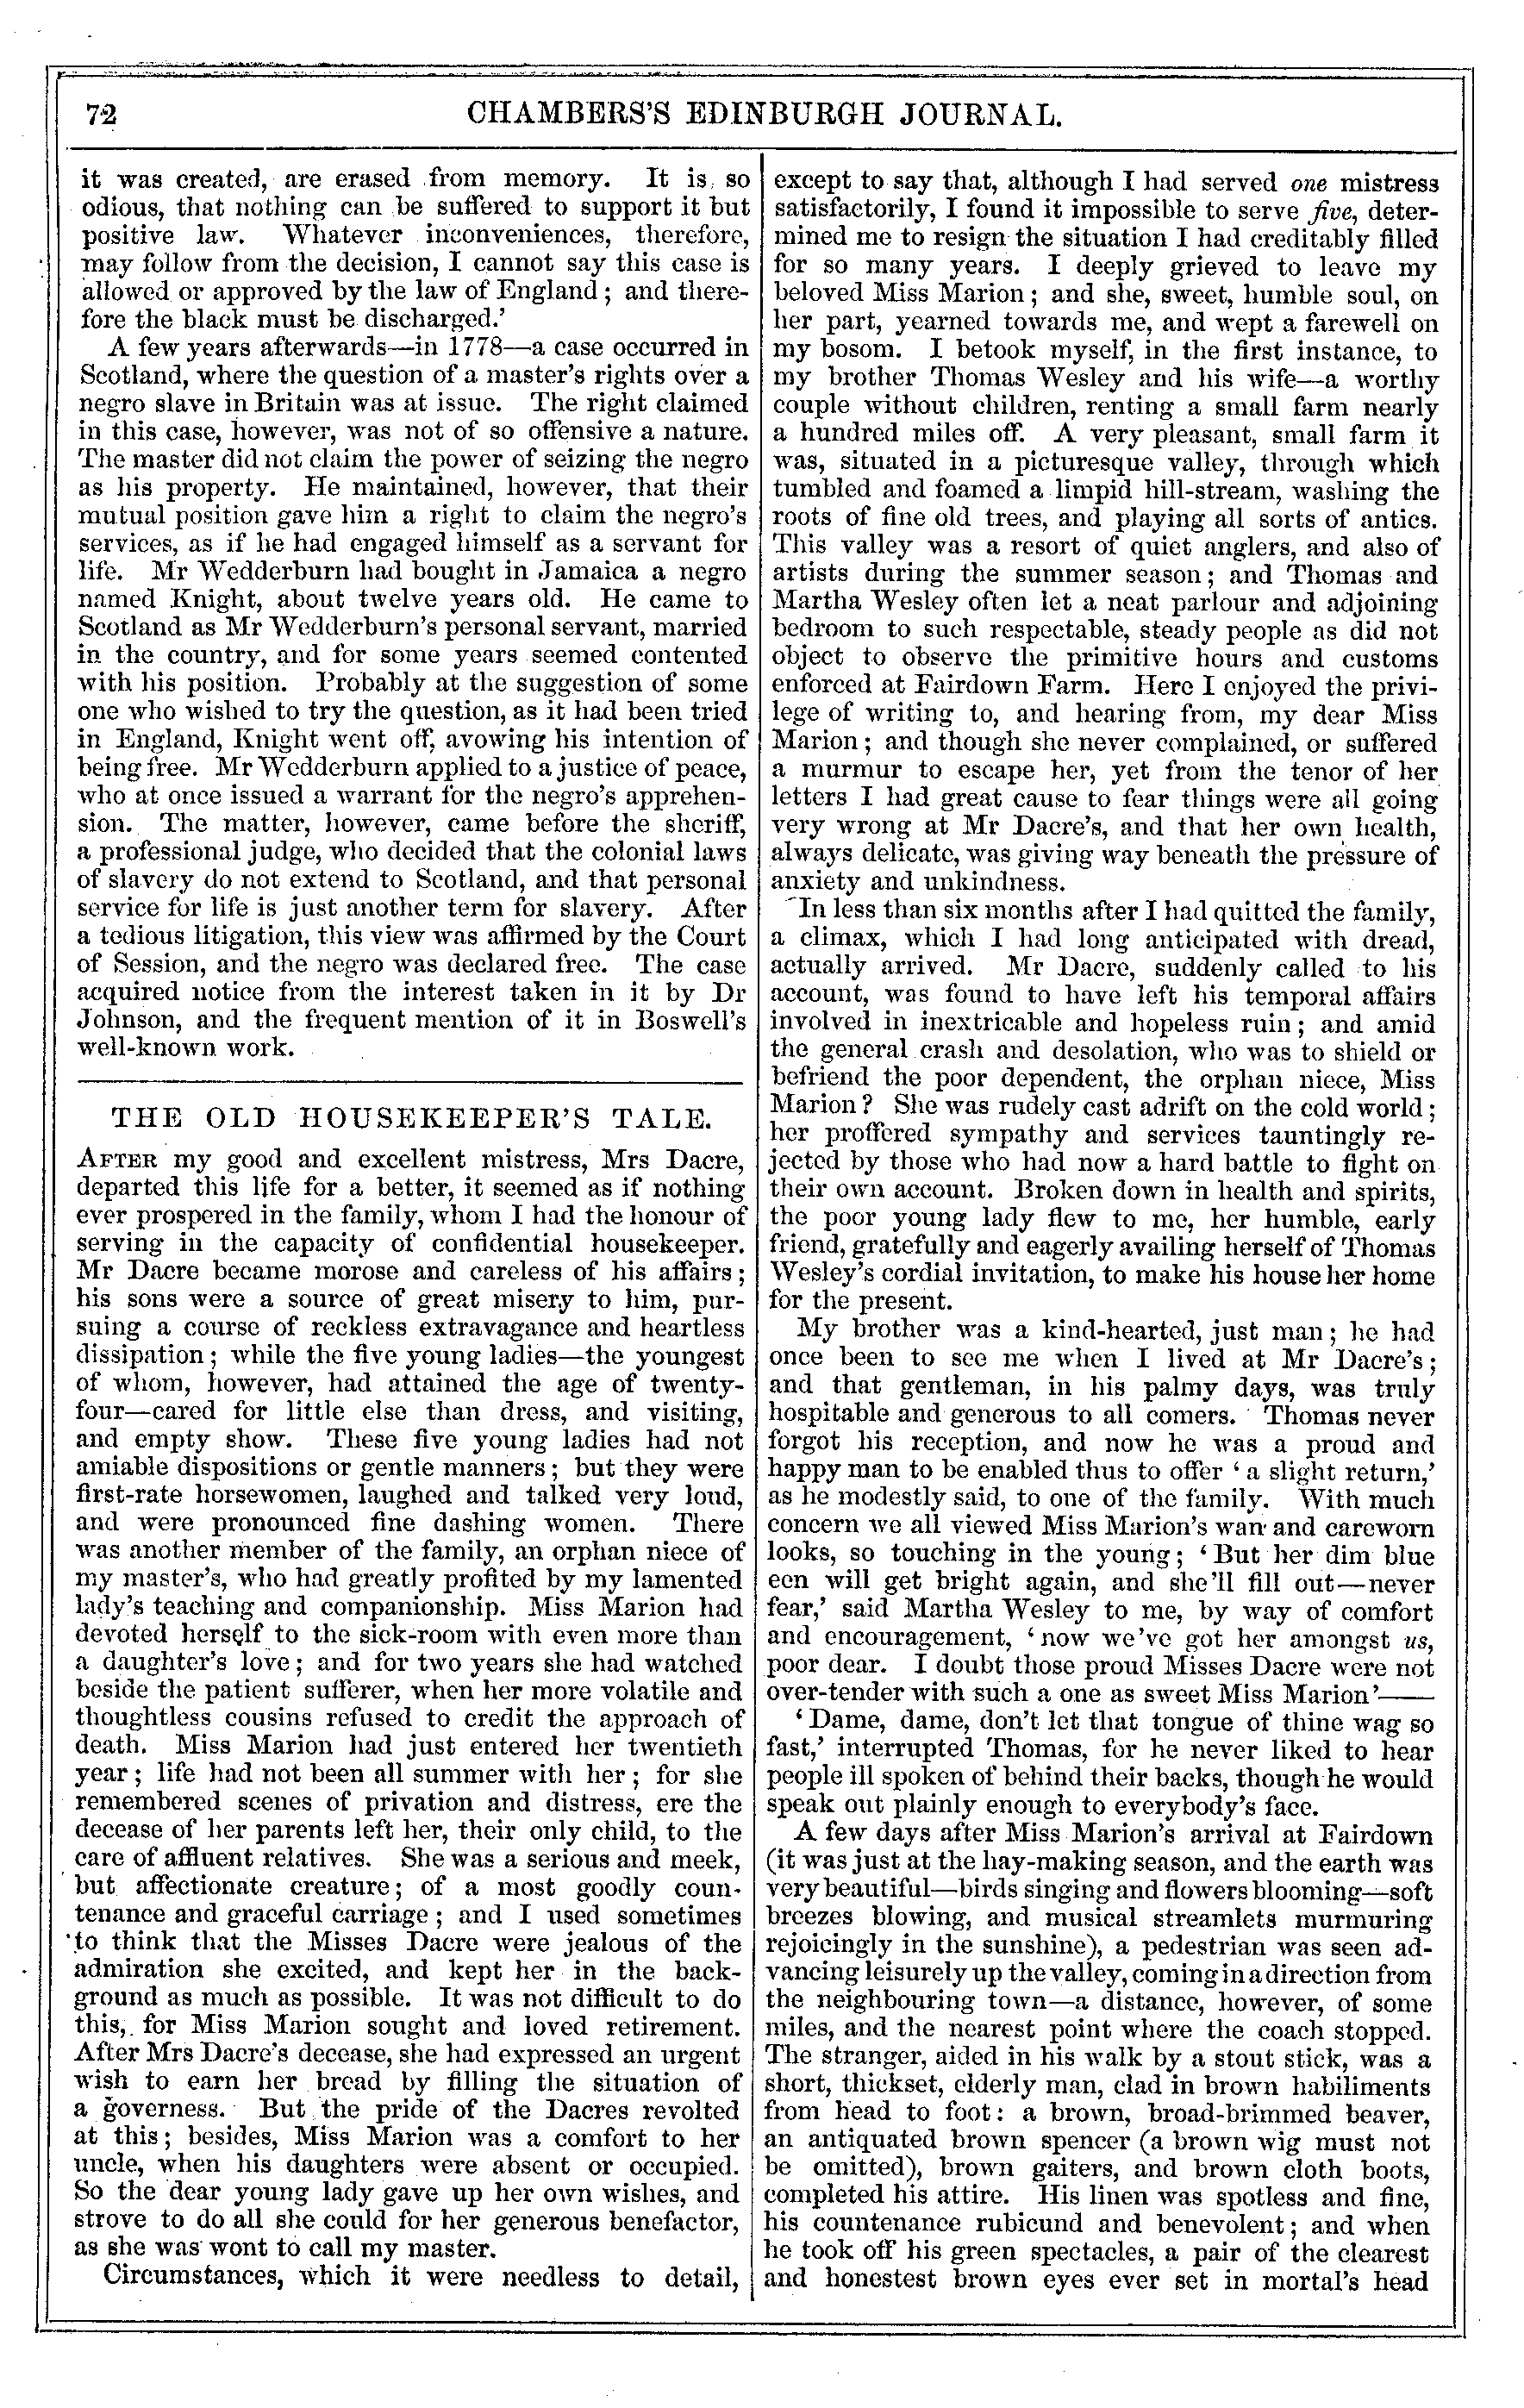 72
CHAMBERS'S EDINBURGH JOURNAL.
it was created, are erased from memory. It is so
odious, that nothing can be suffered to support it but
positive law. Whatever inconveniences, therefore,
may follow from the decision, I cannot say this case is
allowed or approved by the law of England; and there-
fore the black must be discharged.'
A few years afterwards—in 1778—a case occurred in
Scotland, where the question of a master's rights over a
negro slave in Britain was at issue. The right claimed
in this case, however, was not of so offensive a nature.
The master did not claim the power of seizing the negro
as his property. He maintained, however, that their
mutual position gave him a right to claim the negro's
services, as if he had engaged himself as a servant for
life. Mr Wedderburn had bought in Jamaica a negro
named Knight, about twelve years old. He came to
Scotland as Mr Wedderburn's personal servant, married
in the country, and for some years seemed contented
with his position. Probably at the suggestion of some
one who wished to try the question, as it had been tried
in England, Knight went off, avowing his intention of
being free. Mr Wedderburn applied to a justice of peace,
who at once issued a warrant for the negro's apprehen-
sion. The matter, however, came before the sheriff,
a professional judge, who decided that the colonial laws
of slavery do not extend to Scotland, and that personal
service for life is just another term for slavery. After
a tedious litigation, this view was affirmed by the Court
of Session, and the negro was declared free. The case
acquired notice from the interest taken in it by Dr
Johnson, and the frequent mention of it in Boswell's
well-known work.
THE OLD HOUSEKEEPER'S TALE.
AFTER my good and excellent mistress, Mrs Dacre,
departed this life for a better, it seemed as if nothing
ever prospered in the family, whom I had the honour of
serving in the capacity of confidential housekeeper.
Mr Dacre became morose and careless of his affairs;
his sons were a source of great misery to him, pur-
suing a course of reckless extravagance and heartless
dissipation; while the five young ladies—the youngest
of whom, however, had attained the age of twenty-
four—cared for little else than dress, and visiting,
and empty show. These five young ladies had not
amiable dispositions or gentle manners; but they were
first-rate horsewomen, laughed and talked very loud,
and were pronounced fine dashing women. There
was another member of the family, an orphan niece of
my master's, who had greatly profited by my lamented
lady's teaching and companionship. Miss Marion had
devoted herself to the sick-room with even more than
a daughter's love; and for two years she had watched
beside the patient sufferer, when her more volatile and
thoughtless cousins refused to credit the approach of
death. Miss Marion had just entered her twentieth
year; life had not been all summer with her; for she
remembered scenes of privation and distress, ere the
decease of her parents left her, their only child, to the
care of affluent relatives. She was a serious and meek,
but affectionate creature; of a most goodly coun-
tenance and graceful carriage; and I used sometimes
to think that the Misses Dacre were jealous of the
admiration she excited, and kept her in the back-
ground as much as possible. It was not difficult to do
this, for Miss Marion sought and loved retirement.
After Mrs Dacre's decease, she had expressed an urgent
wish to earn her bread by filling the situation of
a governess. But the pride of the Dacres revolted
at this; besides, Miss Marion was a comfort to her
uncle, when his daughters were absent or occupied.
So the dear young lady gave up her own wishes, and
strove to do all she could for her generous benefactor,
as she was wont to call my master.
Circumstances, which it were needless to detail,
except to say that, although I had served one mistress
satisfactorily, I found it impossible to serve five, deter-
mined me to resign the situation I had creditably filled
for so many years. I deeply grieved to leave my
beloved Miss Marion; and she, sweet, humble soul, on
her part, yearned towards me, and wept a farewell on
my bosom. I betook myself, in the first instance, to
my brother Thomas Wesley and his wife—a worthy
couple without children, renting a small farm nearly
a hundred miles off. A very pleasant, small farm it
was, situated in a picturesque valley, through which
tumbled and foamed a limpid hill-stream, washing the
roots of fine old trees, and playing all sorts of antics.
This valley was a resort of quiet anglers, and also of
artists during the summer season; and Thomas and
Martha Wesley often let a neat parlour and adjoining
bedroom to such respectable, steady people as did not
object to observe the primitive hours and customs
enforced at Fairdown Farm. Here I enjoyed the privi-
lege of writing to, and hearing from, my dear Miss
Marion; and though she never complained, or suffered
a murmur to escape her, yet from the tenor of her
letters I had great cause to fear things were all going
very wrong at Mr Dacre's, and that her own health,
always delicate, was giving way beneath the pressure of
anxiety and unkindness.
In less than six months after I had quitted the family,
a climax, which I had long anticipated with dread,
actually arrived. Mr Dacre, suddenly called to his
account, was found to have left his temporal affairs
involved in inextricable and hopeless ruin; and amid
the general crash and desolation, who was to shield or
befriend the poor dependent, the orphan niece, Miss
Marion? She was rudely cast adrift on the cold world;
her proffered sympathy and services tauntingly re-
jected by those who had now a hard battle to fight on
their own account. Broken down in health and spirits,
the poor young lady flew to me, her humble, early
friend, gratefully and eagerly availing herself of Thomas
Wesley's cordial invitation, to make his house her home
for the present.
My brother was a kind-hearted, just man; he had
once been to see me when I lived at Mr Dacre's;
and that gentleman, in his palmy days, was truly
hospitable and generous to all comers. Thomas never
forgot his reception, and now he was a proud and
happy man to be enabled thus to offer 'a slight return,'
as he modestly said, to one of the family. With much
concern we all viewed Miss Marion's wan and careworn
looks, so touching in the young; 'But her dim blue
een will get bright again, and she'll fill out—never
fear,' said Martha Wesley to me, by way of comfort
and encouragement, 'now we've got her amongst us,
poor dear. I doubt those proud Misses Dacre were not
over-tender with such a one as sweet Miss Marion'——
'Dame, dame, don't let that tongue of thine wag so
fast,' interrupted Thomas, for he never liked to hear
people ill spoken of behind their backs, though he would
speak out plainly enough to everybody's face.
A few days after Miss Marion's arrival at Fairdown
(it was just at the hay-making season, and the earth was
very beautiful—birds singing and flowers blooming—soft
breezes blowing, and musical streamlets murmuring
rejoicingly in the sunshine), a pedestrian was seen ad-
vancing leisurely up the valley, coming in a direction from
the neighbouring town—a distance, however, of some
miles, and the nearest point where the coach stopped.
The stranger, aided in his walk by a stout stick, was a
short, thickset, elderly man, clad in brown habiliments
from head to foot: a brown, broad-brimmed beaver,
an antiquated brown spencer (a brown wig must not
be omitted), brown gaiters, and brown cloth boots,
completed his attire. His linen was spotless and fine,
his countenance rubicund and benevolent; and when
he took off his green spectacles, a pair of the clearest
and honestest brown eyes ever set in mortal's head